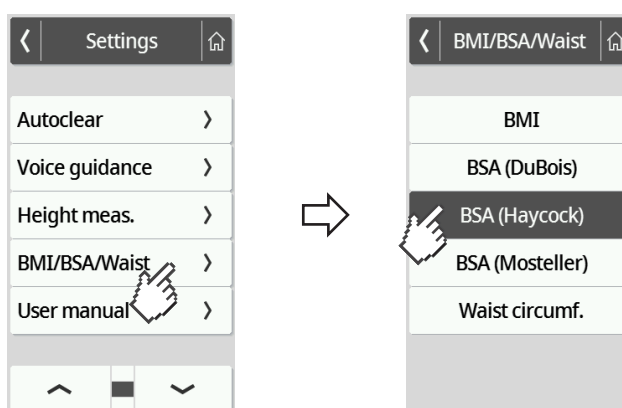 Settings
Autoclear
Voice guidance
Height meas.
BMI/BSA/Waist
User manual
BMI/BSA/Waist
BMI
BSA (DuBois)
BSA (Haycock)
BSA (Mosteller)
Waist circumf.